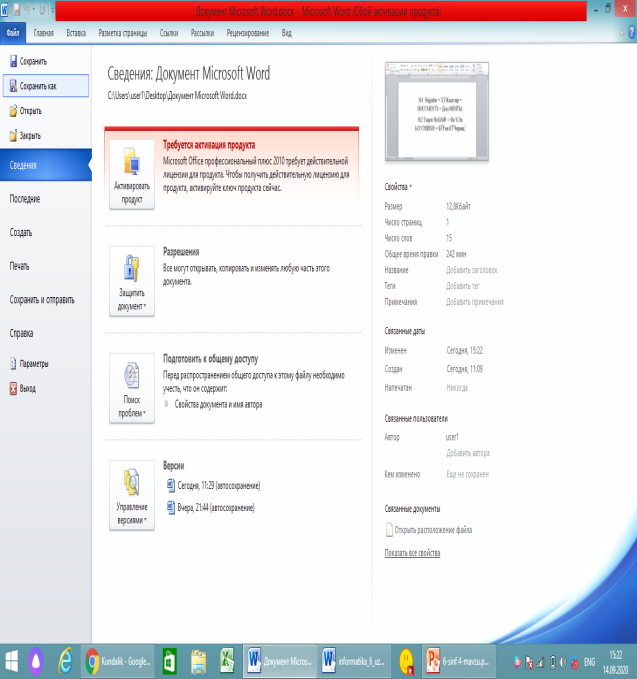 Документ Microsoft Word.docx - Microsoft Word (Сбой активации продукта)
Файл Главная Вставка Разметка страницы Ссылки Рассылки Рецензирование Вид
Сохранить
Сохранить как
Открыть
Закрыть
Сведения
Последние
Создать
Печать
Сохранить и отправить
Справка
Параметры
Выход
Сведения: Документ Microsoft Word
C:\Users\user1\Desktop\Документ Microsoft Word.docx
Активировать
продукт
Требуется активация продукта
Microsoft Office профессиональный плюс 2010 требует действительной
лицензии для продукта. Чтобы получить действительную лицензию для
продукта, активируйте ключ продукта сейчас.
Защитить
документ
Разрешения
Все могут открывать, копировать и изменять любую часть этого
документа.
Поиск
проблем
Подготовить к общему доступу
Перед распространением общего доступа к этому файлу необходимо
учесть, что он содержит:
Свойства документа и имя автора
Управление
версиями
Версии
Сегодня, 11:29 (автосохранение)
Вчера, 21:44 (автосохранение)
Свойства
Размер 12,8Кбайт
Число страниц 1
Число слов 15
Общее время правки 242 мин
Название Добавить заголовок
Теги Добавить тег
Примечания Добавить примечания
Связанные даты
Изменен Сегодня, 15:22
Создан Сегодня, 11:09
Напечатан Никогда
Связанные пользователи
Автор user1
Добавить автора
Кем изменено Еще не сохранен
Связанные документы
Открыть расположение файла
Показать все свойства
Kundalik - Google... Документ Micros... informatika_6_uz... 6-sinf 4-mavzu.p... ENG 15:22
14.09.2020